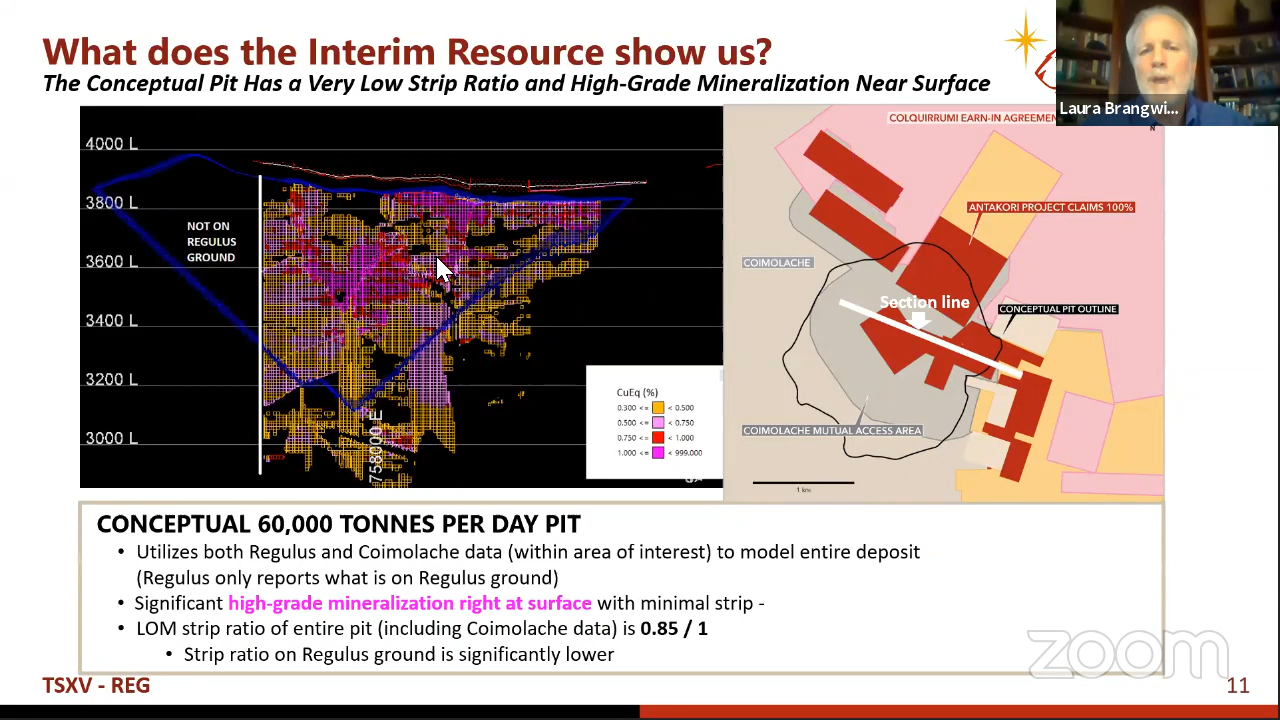 What does the Interim Resource show us?
The Conceptual Pit Has a Very Low Strip Ratio and High-Grade Mineralization Near Surface
Laura Brangwi...
4000 L
3800 L
3600 L
3400 L
3200 L
3000 L
NOT ON
REGULUS
GROUND
758000 E
CuEq (%)
0.300 <= < 0.500
0.500 <= < 0.750
0.750 <= < 1.000
1.000 <= < 999.000
COLQUIRRUMI EARN-IN AGREEMEN
N
ANTAKORI PROJECT CLAIMS 100%
COIMOLACHE
Section line
CONCEPTUAL PIT OUTLINE
COIMOLACHE MUTUAL ACCESS AREA
1 km
CONCEPTUAL 60,000 TONNES PER DAY PIT
• Utilizes both Regulus and Coimolache data (within area of interest) to model entire deposit
(Regulus only reports what is on Regulus ground)
• Significant high-grade mineralization right at surface with minimal strip -
• LOM strip ratio of entire pit (including Coimolache data) is 0.85 / 1
• Strip ratio on Regulus ground is significantly lower
zoom
TSXV - REG
11